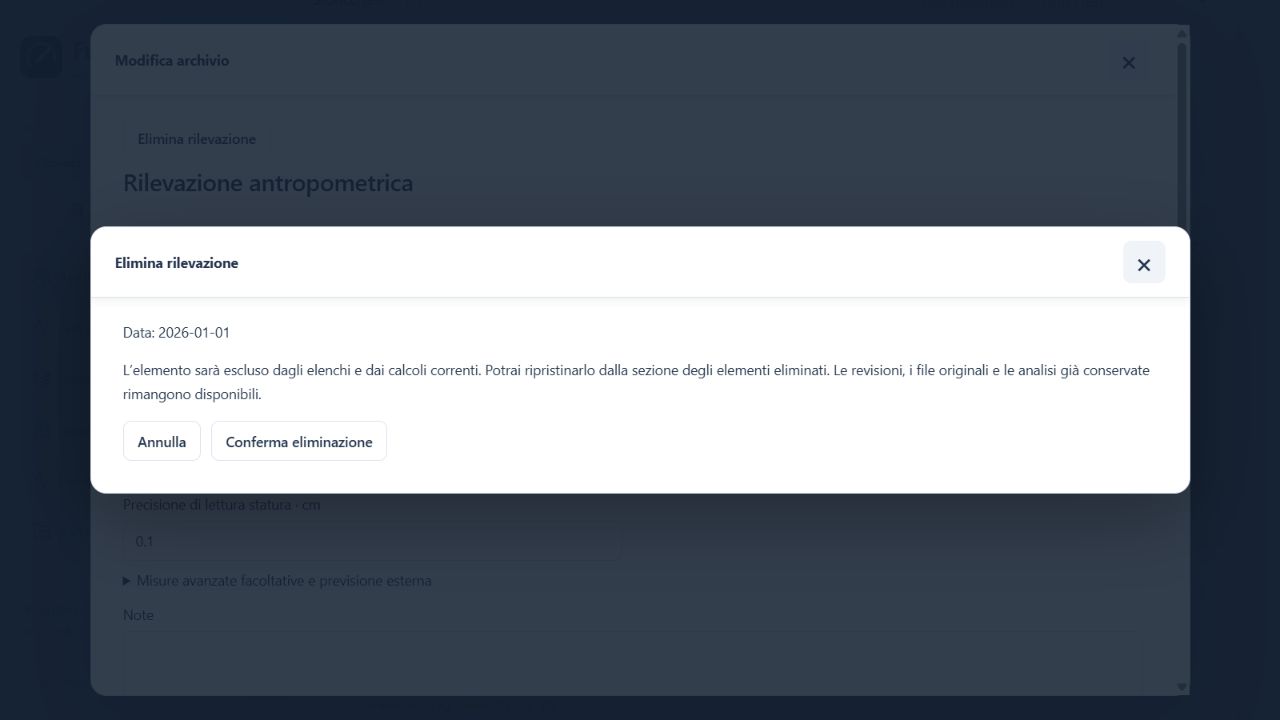 Modifica archivio
Elimina rilevazione
Rilevazione antropometrica
Elimina rilevazione
Data: 2026-01-01
L’elemento sarà escluso dagli elenchi e dai calcoli correnti. Potrai ripristinarlo dalla sezione degli elementi eliminati. Le revisioni, i file originali e le analisi già conservate
rimangono disponibili.
Annulla
Conferma eliminazione
Precisione di lettura statura · cm
0.1
Misure avanzate facoltative e previsione esterna
Note